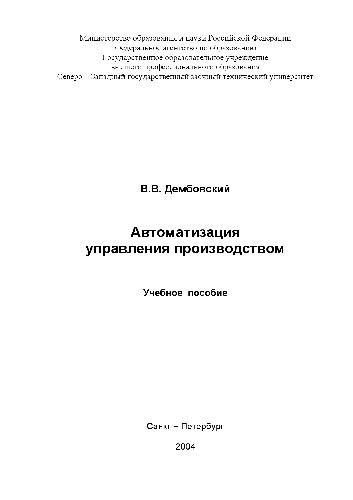 Министерство образования и науки Российской Федерации
Федеральное агентство по образованию
Государственное образовательное учреждение
высшего профессионального образования
Северо – Западный государственный заочный технический университет
В.В. Дембовский
Автоматизация
управления производством
Учебное пособие
Санкт – Петербург
2004